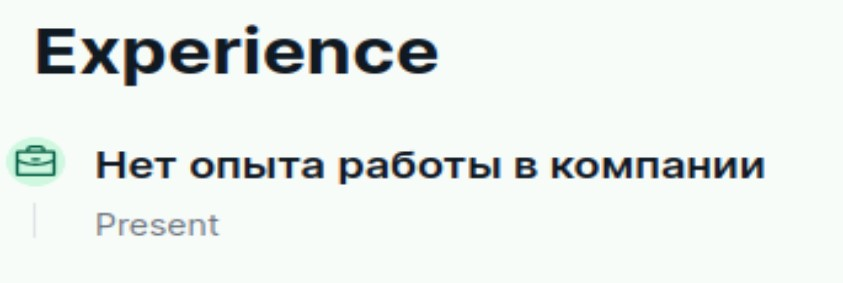 Experience
Нет опыта работы в компании
Present